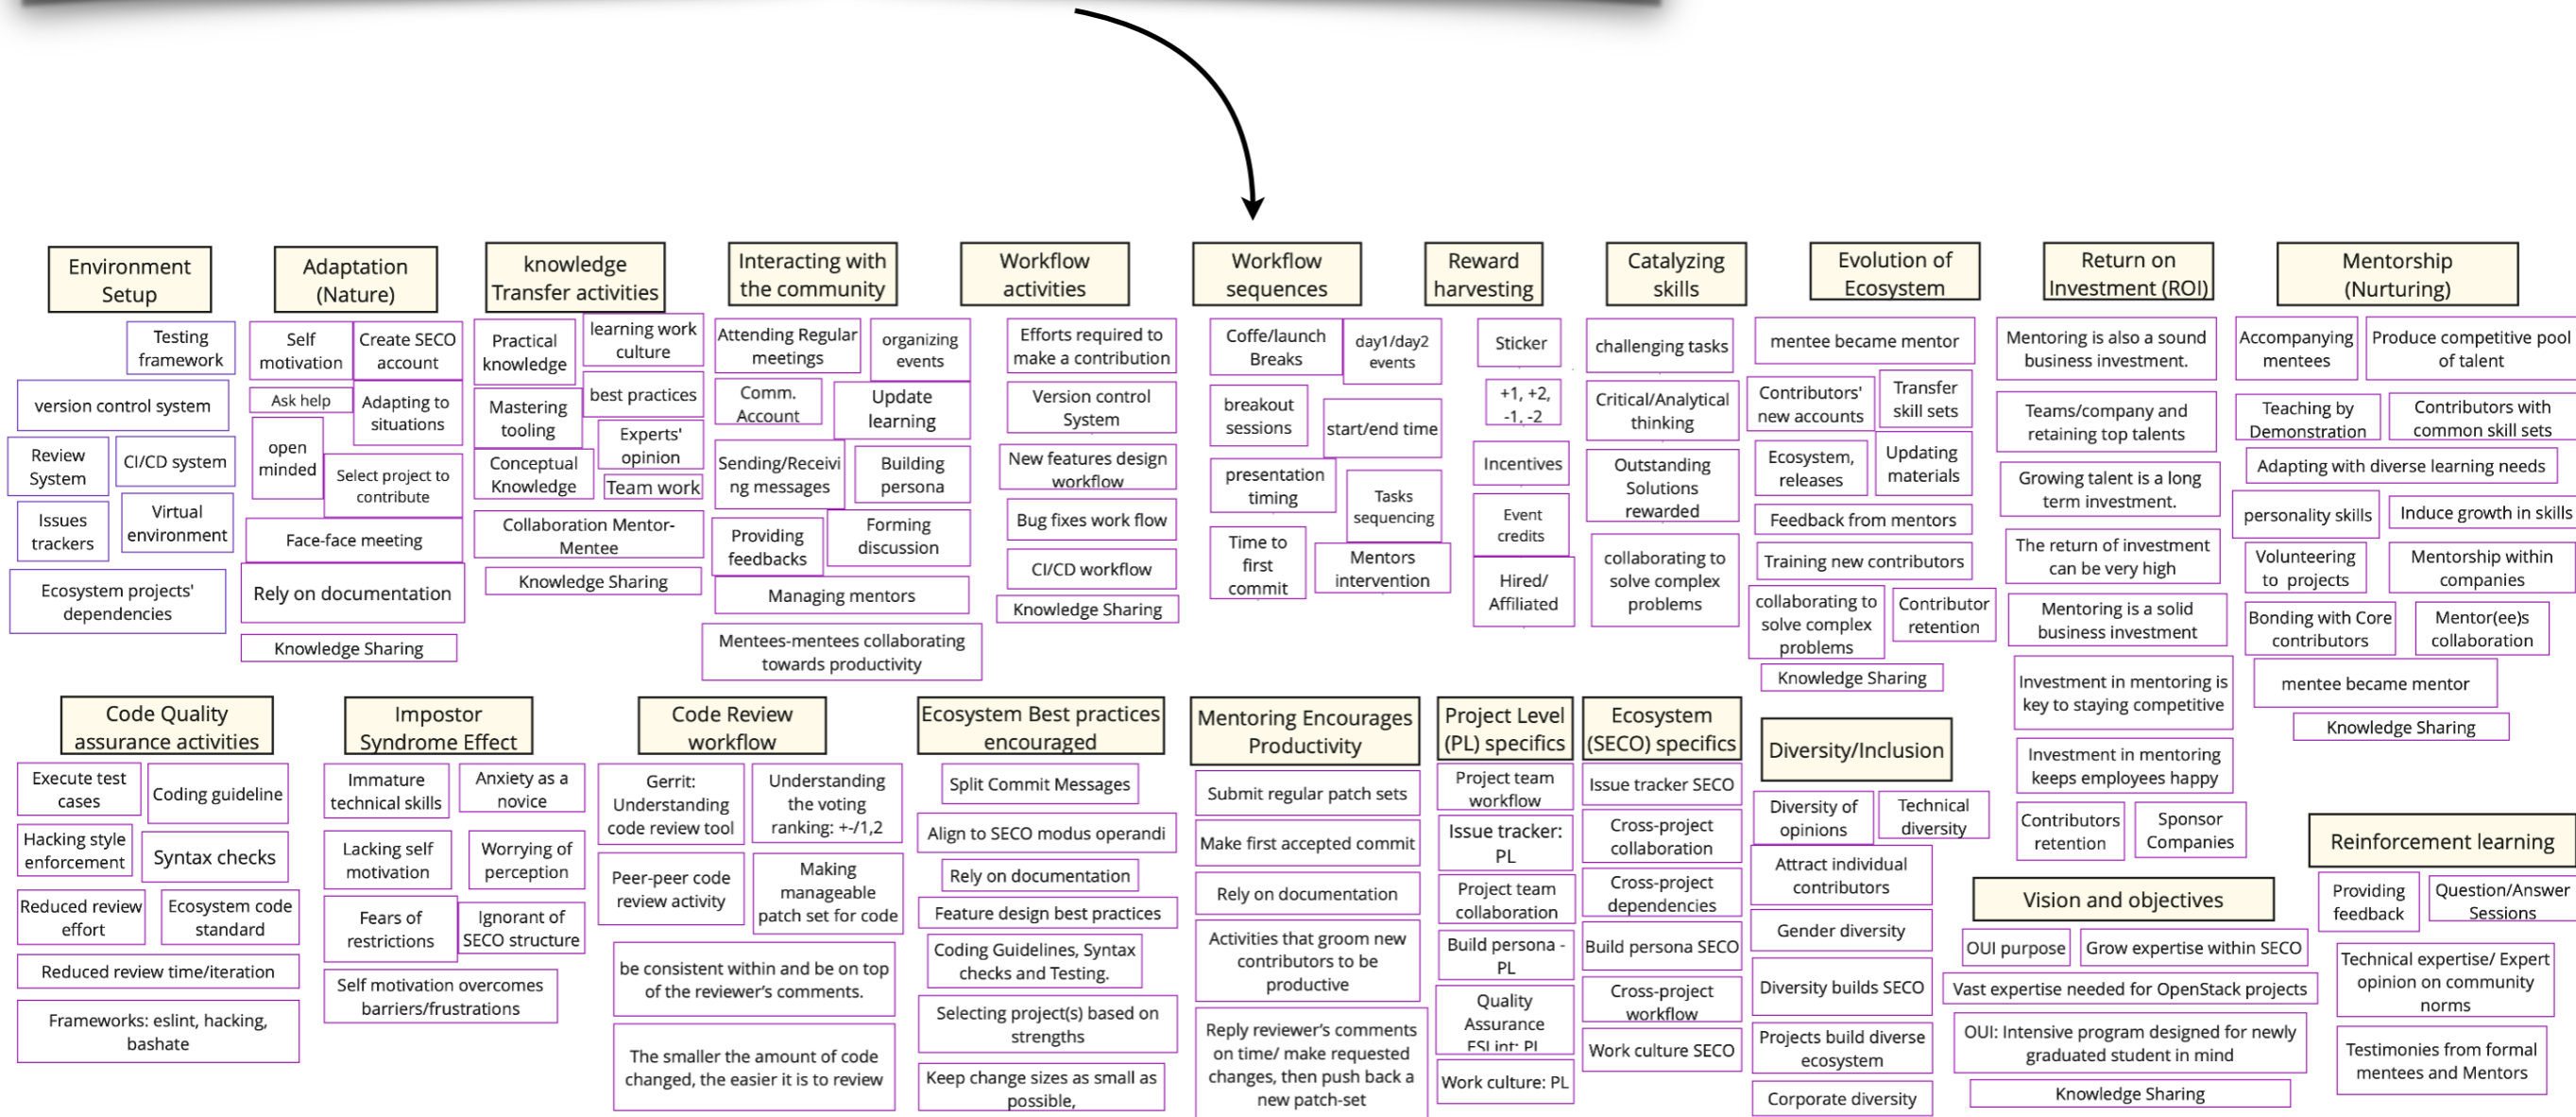 Environment
Setup
Testing
framework
version control system
Review
System
CI/CD system
Issues
trackers
Virtual
environment
Ecosystem projects'
dependencies
Adaptation
(Nature)
Self
motivation
Create SECO
account
Ask help
Adapting to
situations
open
minded
Select project to
contribute
Face-face meeting
Rely on documentation
Knowledge Sharing
knowledge
Transfer activities
Practical
knowledge
learning work
culture
best practices
Mastering
tooling
Experts'
opinion
Conceptual
Knowledge
Team work
Collaboration Mentor-
Mentee
Knowledge Sharing
Interacting with
the community
Attending Regular
meetings
organizing
events
Comm.
Account
Update
learning
Sending/Receivi
ng messages
Building
persona
Providing
feedbacks
Forming
discussion
Managing mentors
Mentees-mentees collaborating
towards productivity
Workflow
activities
Efforts required to
make a contribution
Version control
System
New features design
workflow
Bug fixes work flow
CI/CD workflow
Knowledge Sharing
Workflow
sequences
Coffe/launch
Breaks
day1/day2
events
breakout
sessions
start/end time
presentation
timing
Tasks
sequencing
Time to
first
commit
Mentors
intervention
Reward
harvesting
Sticker
+1, +2,
-1, -2
Incentives
Event
credits
Hired/
Affiliated
Catalyzing
skills
challenging tasks
Critical/Analytical
thinking
Outstanding
Solutions
rewarded
collaborating to
solve complex
problems
Evolution of
Ecosystem
mentee became mentor
Contributors'
new accounts
Transfer
skill sets
Ecosystem,
releases
Updating
materials
Feedback from mentors
Training new contributors
collaborating to
solve complex
problems
Contributor
retention
Knowledge Sharing
Return on
Investment (ROI)
Mentoring is also a sound
business investment.
Teams/company and
retaining top talents
Growing talent is a long
term investment.
The return of investment
can be very high
Mentoring is a solid
business investment
Investment in mentoring is
key to staying competitive
Investment in mentoring
keeps employees happy
Contributors
retention
Sponsor
Companies
Mentorship
(Nurturing)
Accompanying
mentees
Produce competitive pool
of talent
Teaching by
Demonstration
Contributors with
common skill sets
Adapting with diverse learning needs
personality skills
Induce growth in skills
Volunteering
to projects
Mentorship within
companies
Bonding with Core
contributors
Mentor(ee)s
collaboration
mentee became mentor
Knowledge Sharing
Code Quality
assurance activities
Execute test
cases
Coding guideline
Hacking style
enforcement
Syntax checks
Reduced review
effort
Ecosystem code
standard
Reduced review time/iteration
Frameworks: eslint, hacking,
bashate
Impostor
Syndrome Effect
Immature
technical skills
Anxiety as a
novice
Lacking self
motivation
Worrying of
perception
Fears of
restrictions
Ignorant of
SECO structure
Self motivation overcomes
barriers/frustrations
Code Review
workflow
Gerrit:
Understanding
code review tool
Understanding
the voting
ranking: +-/1,2
Peer-peer code
review activity
Making
manageable
patch set for code
be consistent within and be on top
of the reviewer's comments.
The smaller the amount of code
changed, the easier it is to review
Ecosystem Best practices
encouraged
Split Commit Messages
Align to SECO modus operandi
Rely on documentation
Feature design best practices
Coding Guidelines, Syntax
checks and Testing.
Selecting project(s) based on
strengths
Keep change sizes as small as
possible,
Mentoring Encourages
Productivity
Submit regular patch sets
Make first accepted commit
Rely on documentation
Activities that groom new
contributors to be
productive
Reply reviewer's comments
on time/ make requested
changes, then push back a
new patch-set
Project Level
(PL) specifics
Project team
workflow
Issue tracker:
PL
Project team
collaboration
Build persona -
PL
Quality
Assurance
ESLint: PL
Work culture: PL
Ecosystem
(SECO) specifics
Issue tracker SECO
Cross-project
collaboration
Cross-project
dependencies
Build persona SECO
Cross-project
workflow
Work culture SECO
Diversity/Inclusion
Diversity of
opinions
Technical
diversity
Attract individual
contributors
Gender diversity
Diversity builds SECO
Projects build diverse
ecosystem
Corporate diversity
Vision and objectives
OUI purpose
Grow expertise within SECO
Vast expertise needed for OpenStack projects
OUI: Intensive program designed for newly
graduated student in mind
Knowledge Sharing
Reinforcement learning
Providing
feedback
Question/Answer
Sessions
Technical expertise/ Expert
opinion on community
norms
Testimonies from formal
mentees and Mentors